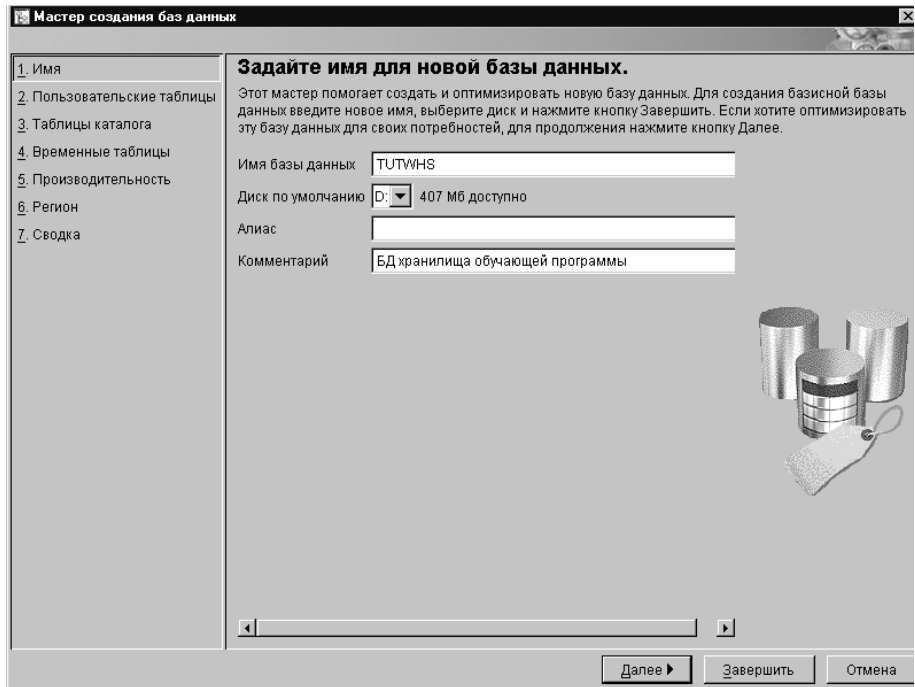 Мастер создания баз данных
1. Имя
2. Пользовательские таблицы
3. Таблицы каталога
4. Временные таблицы
5. Производительность
6. Регион
7. Сводка
Задайте имя для новой базы данных.
Этот мастер помогает создать и оптимизировать новую базу данных. Для создания базисной базы
данных введите новое имя, выберите диск и нажмите кнопку Завершить. Если хотите оптимизировать
эту базу данных для своих потребностей, для продолжения нажмите кнопку Далее.
Имя базы данных TUTWHS
Диск по умолчанию D: 407 Мб доступно
Алиас
Комментарий БД хранилища обучающей программы
Далее Завершить Отмена